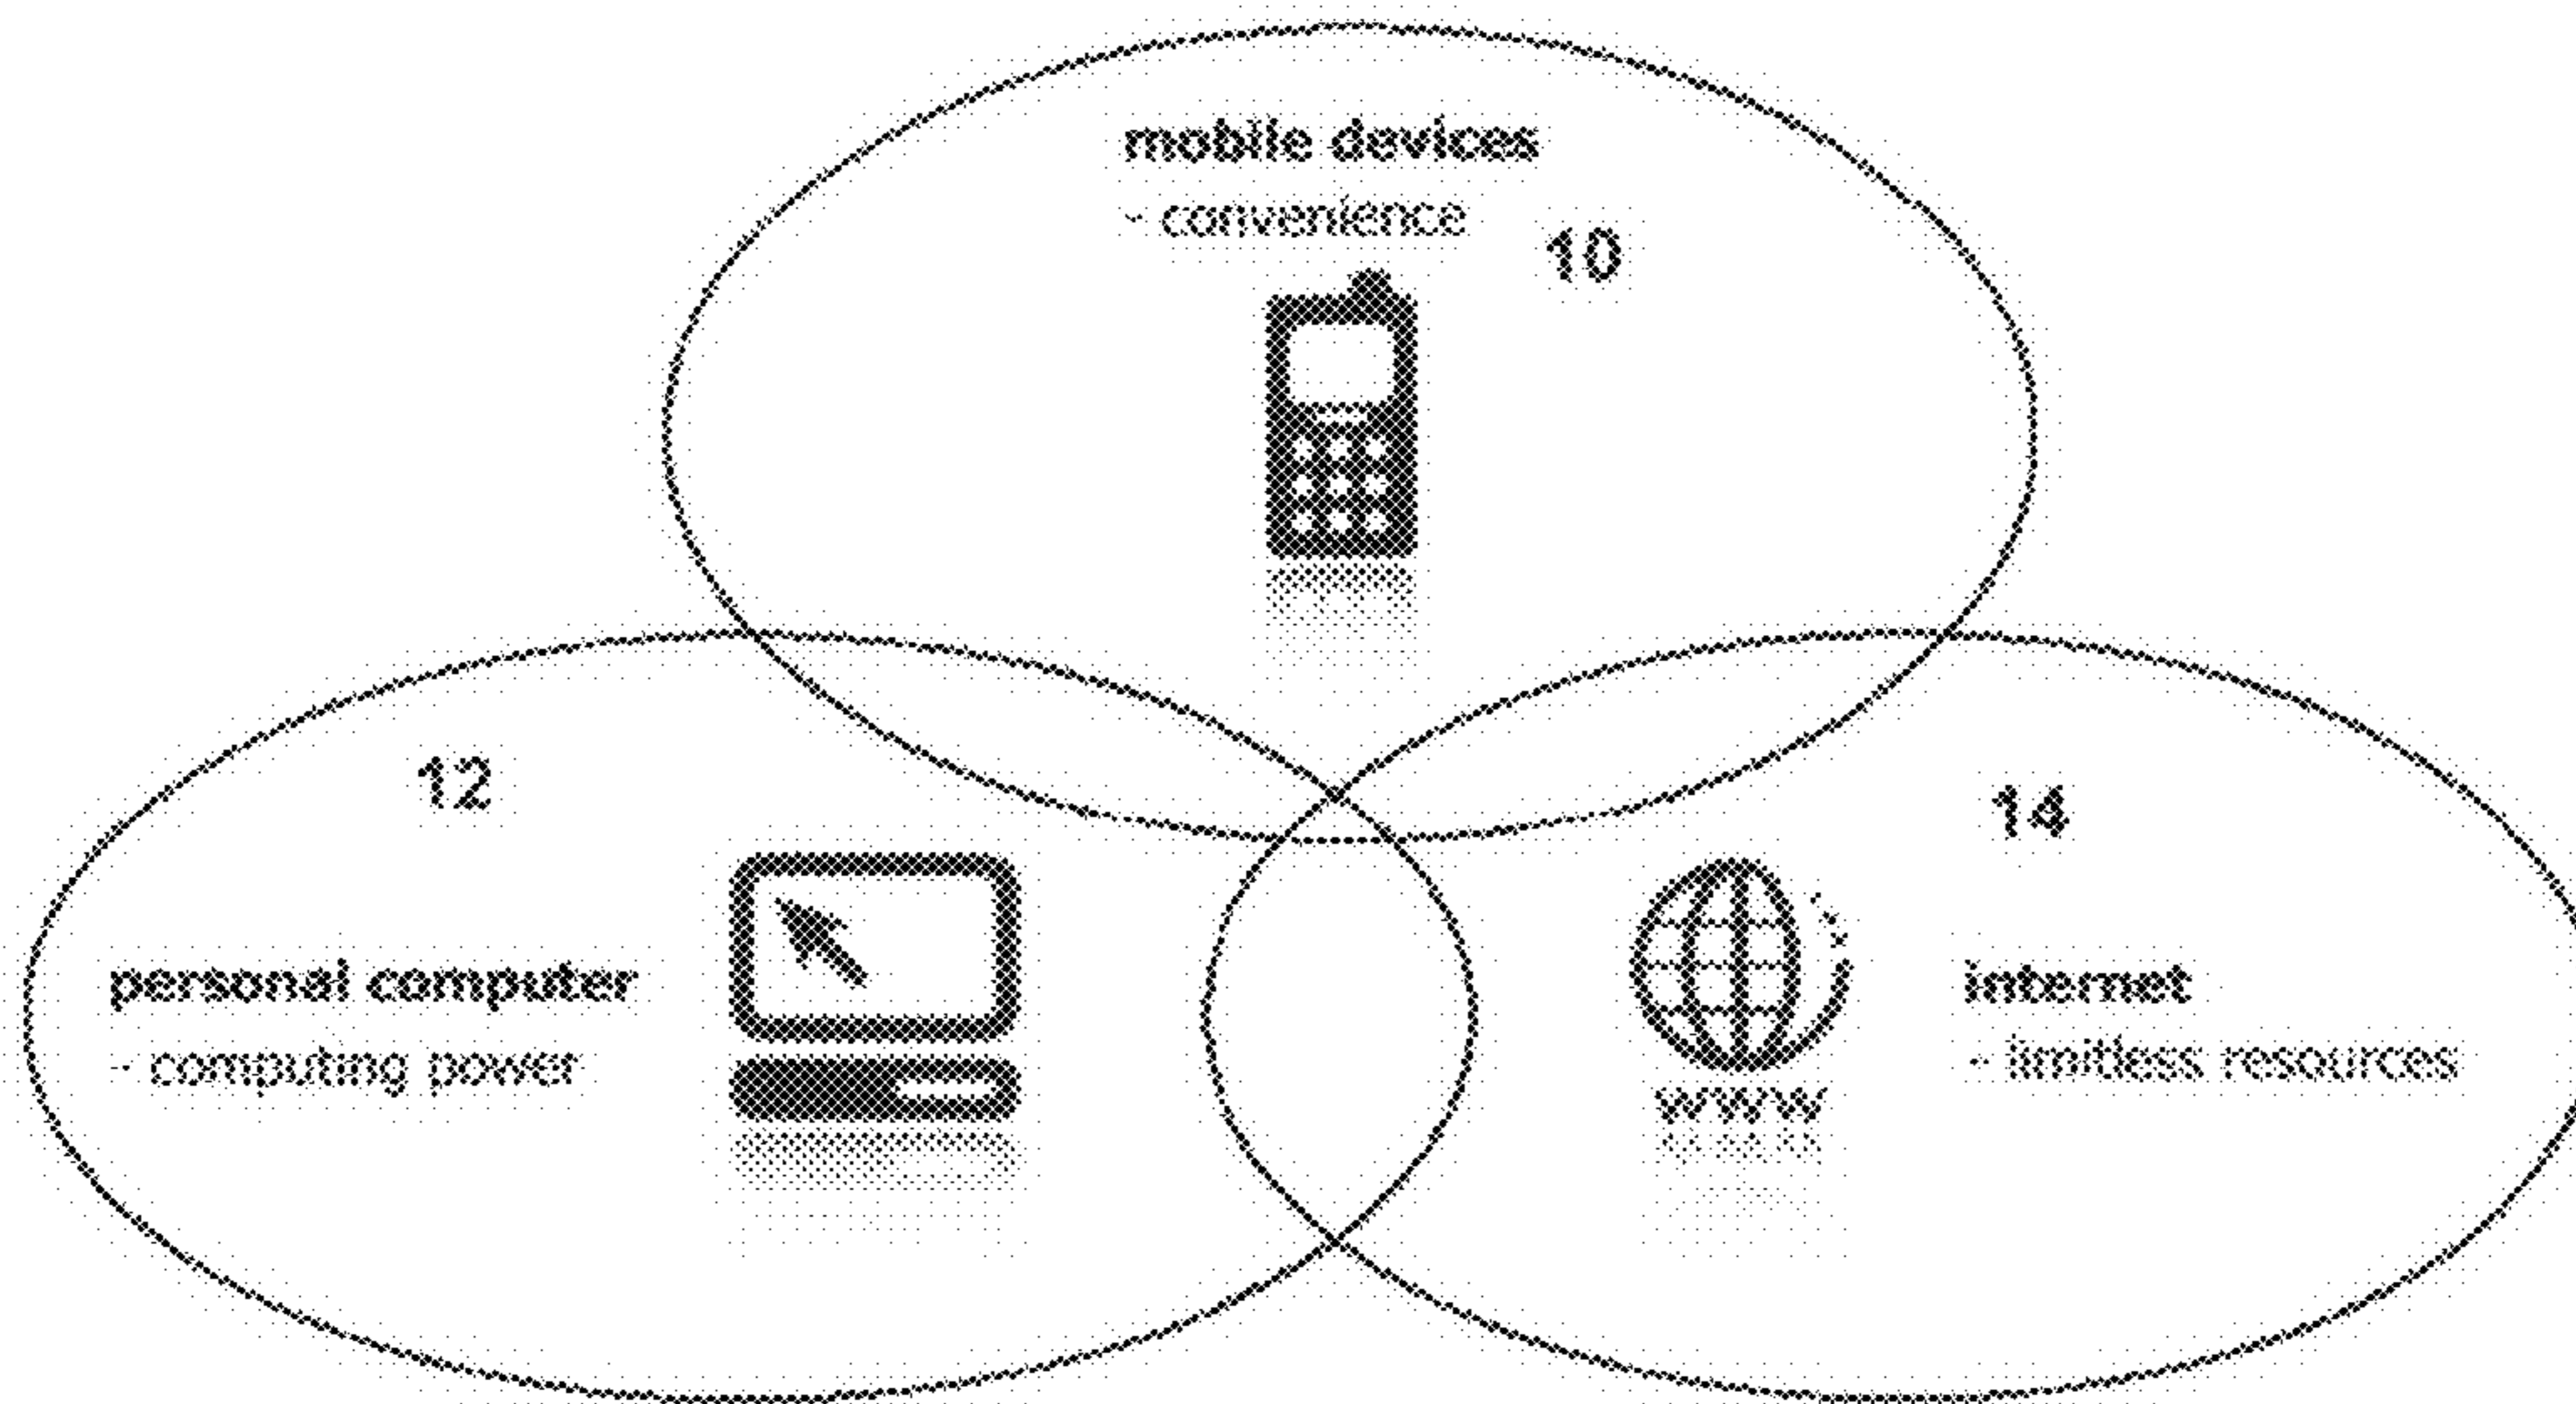 mobile devices
- convenience
10
12
personal computer
- computing power
14
internet
- limitless resources
www